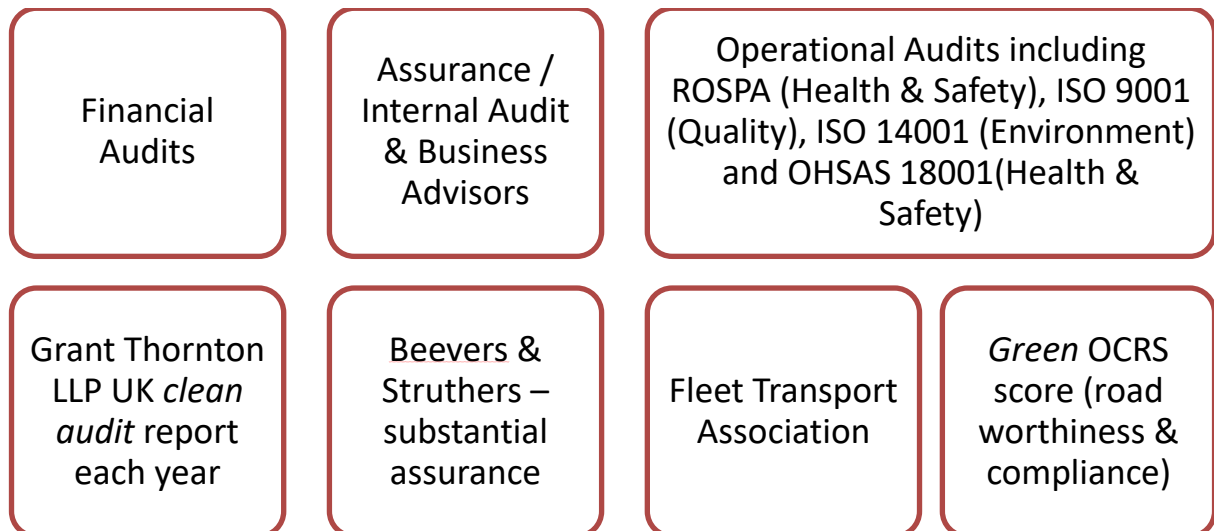 Financial
Audits
Assurance /
Internal Audit
& Business
Advisors
Operational Audits including
ROSPA (Health & Safety), ISO 9001
(Quality), ISO 14001 (Environment)
and OHSAS 18001(Health &
Safety)
Grant Thornton
LLP UK clean
audit report
each year
Beevers &
Struthers –
substantial
assurance
Fleet Transport
Association
Green OCRS
score (road
worthiness &
compliance)